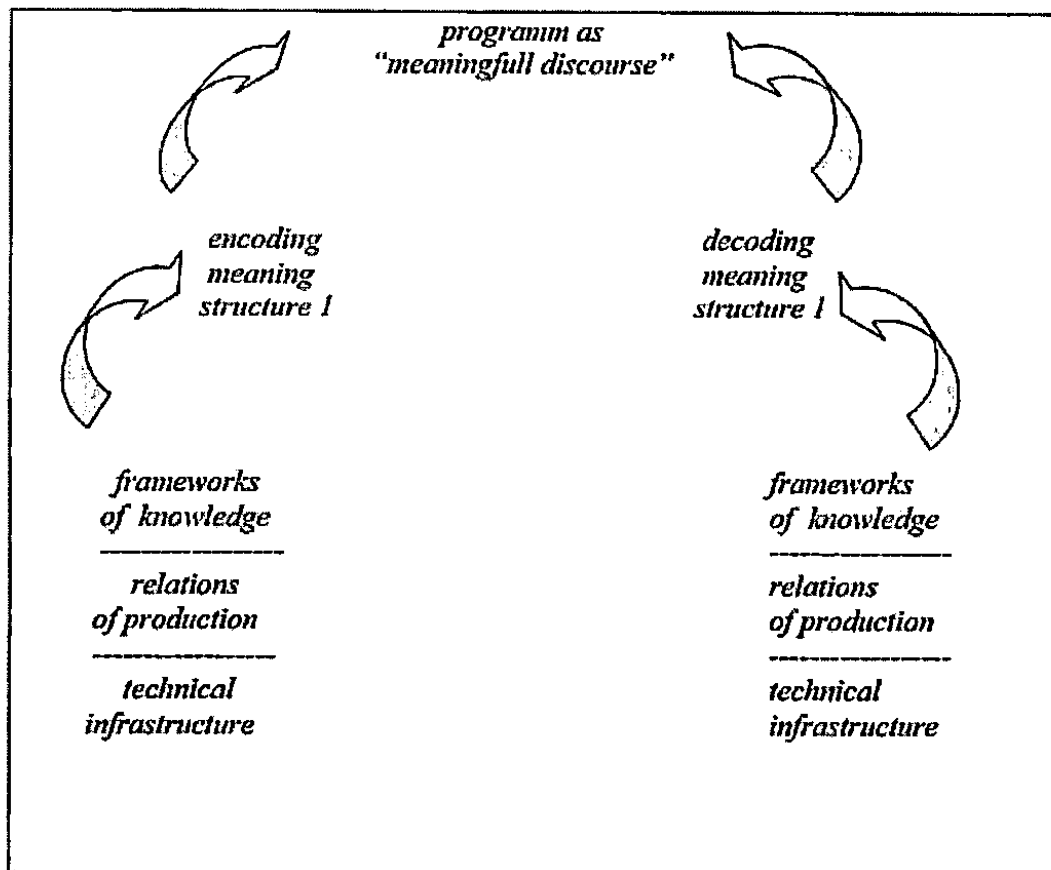 programm as
“meaningfull discourse”
encoding
meaning
structure 1
decoding
meaning
structure 1
frameworks
of knowledge
------------------
relations
of production
------------------
technical
infrastructure
frameworks
of knowledge
------------------
relations
of production
------------------
technical
infrastructure